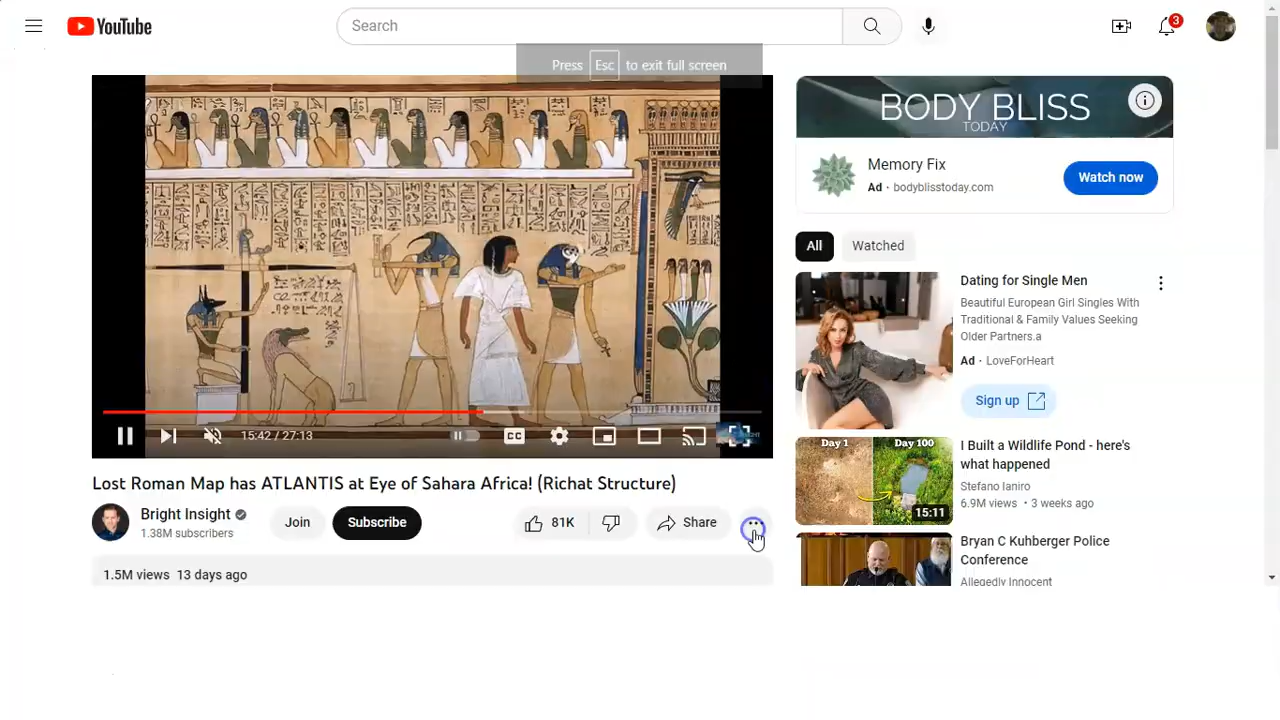 YouTube
Search
3
Press Esc to exit full screen
15:42 / 27:13
CC
Lost Roman Map has ATLANTIS at Eye of Sahara Africa! (Richat Structure)
Bright Insight
1.38M subscribers
Join
Subscribe
81K
Share
1.5M views 13 days ago
BODY BLISS
TODAY
Memory Fix
Ad · bodyblisstoday.com
Watch now
All
Watched
Dating for Single Men
Beautiful European Girl Singles With
Traditional & Family Values Seeking
Older Partners.a
Ad · LoveForHeart
Sign up
Day 1
Day 100
15:11
I Built a Wildlife Pond - here's
what happened
Stefano Ianiro
6.9M views · 3 weeks ago
Bryan C Kuhberger Police
Conference
Allegedly Innocent